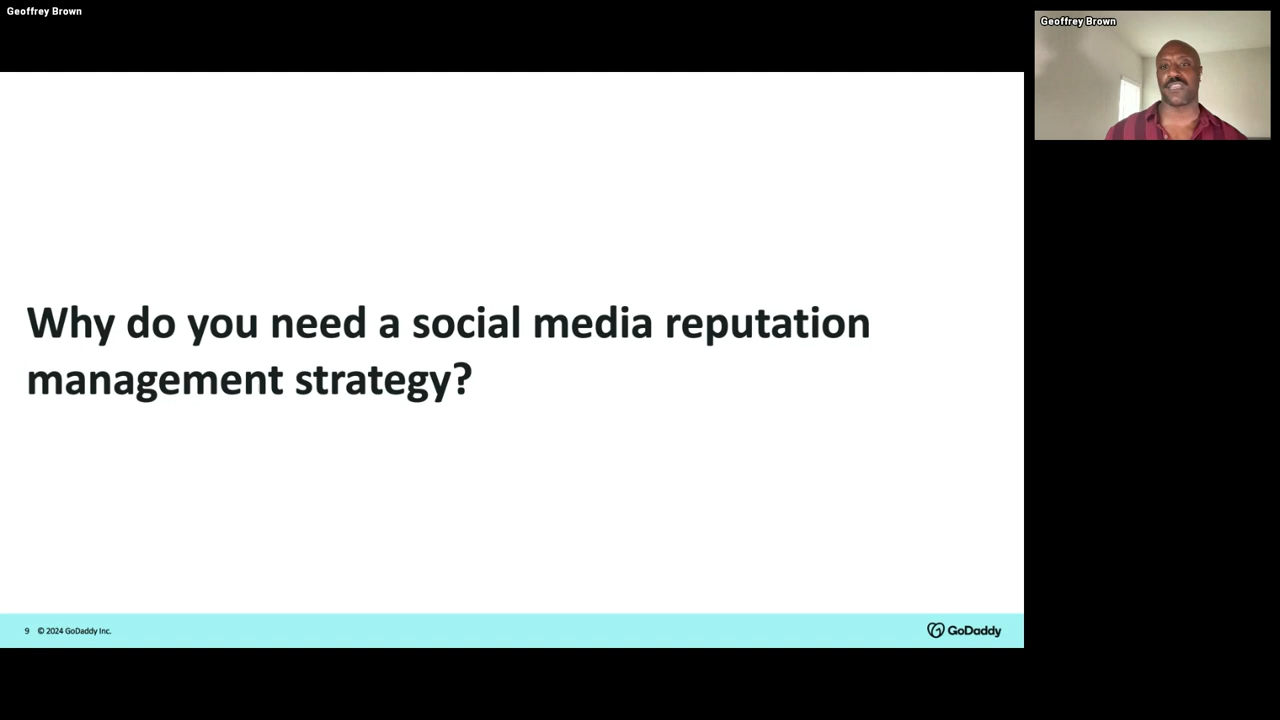 Geoffrey Brown
Geoffrey Brown
Why do you need a social media reputation
management strategy?
9 © 2024 GoDaddy Inc.
GoDaddy